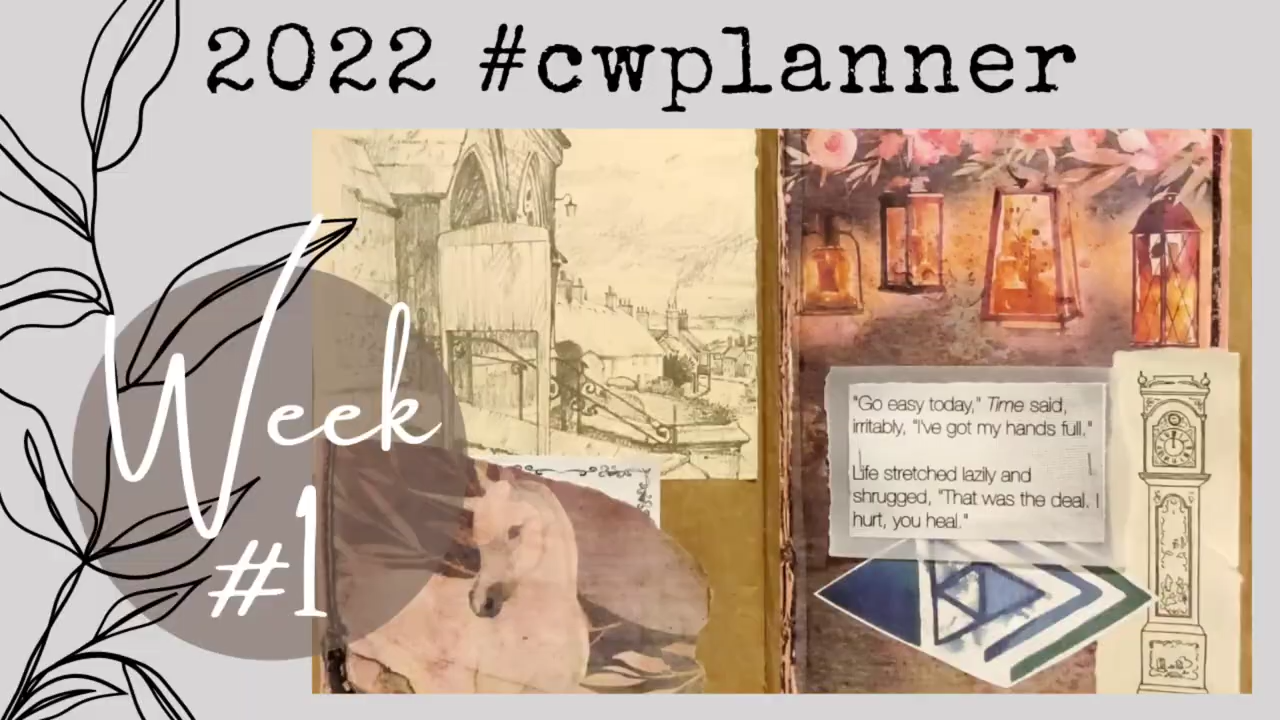 2022 #cwplanner
Week
#1
"Go easy today," Time said,
irritably, "I've got my hands full."
Life stretched lazily and
shrugged, "That was the deal. I
hurt, you heal."